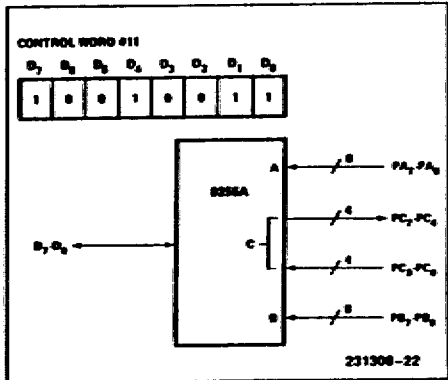 CONTROL WORD #11
D7 D6 D5 D4 D3 D2 D1 D0
1 0 0 1 0 0 1 1
A
8 PA7-PA0
8255A
4 PC7-PC4
D7-D0
C
4 PC3-PC0
B
8 PB7-PB0
231308-22